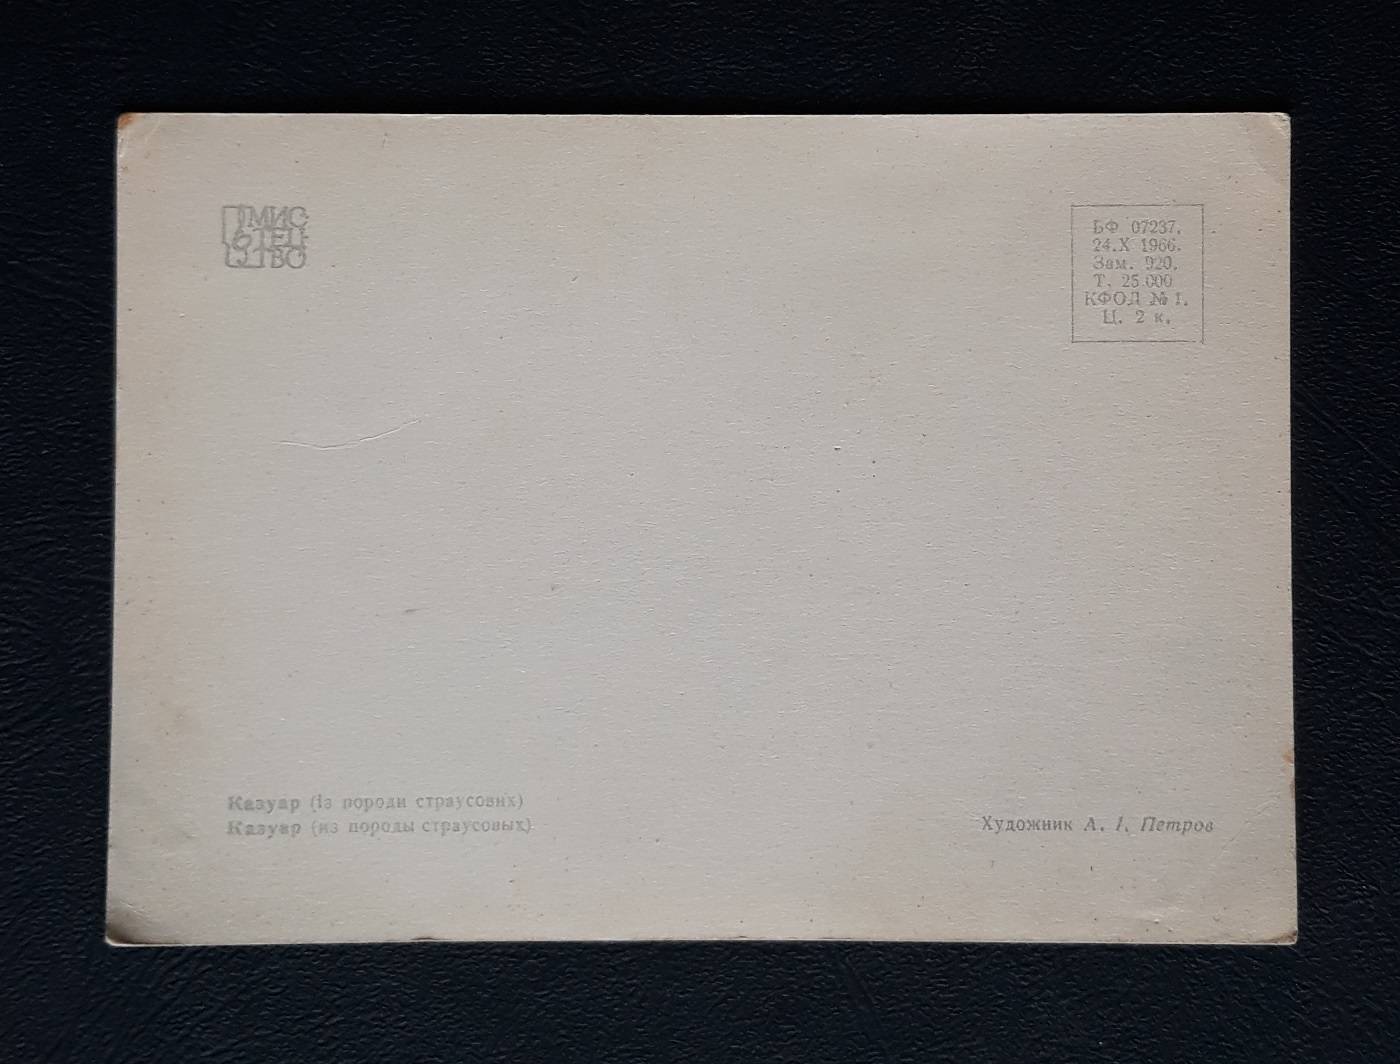 МИС
ТЕЦ
ВО
БФ 07237.
24.X 1966.
Зам. 920.
Т. 25 000
КФОД № 1.
Ц. 2 к.
Казуар (із породи страусових)
Казуар (из породы страусовых)
Художник А. І. Петров